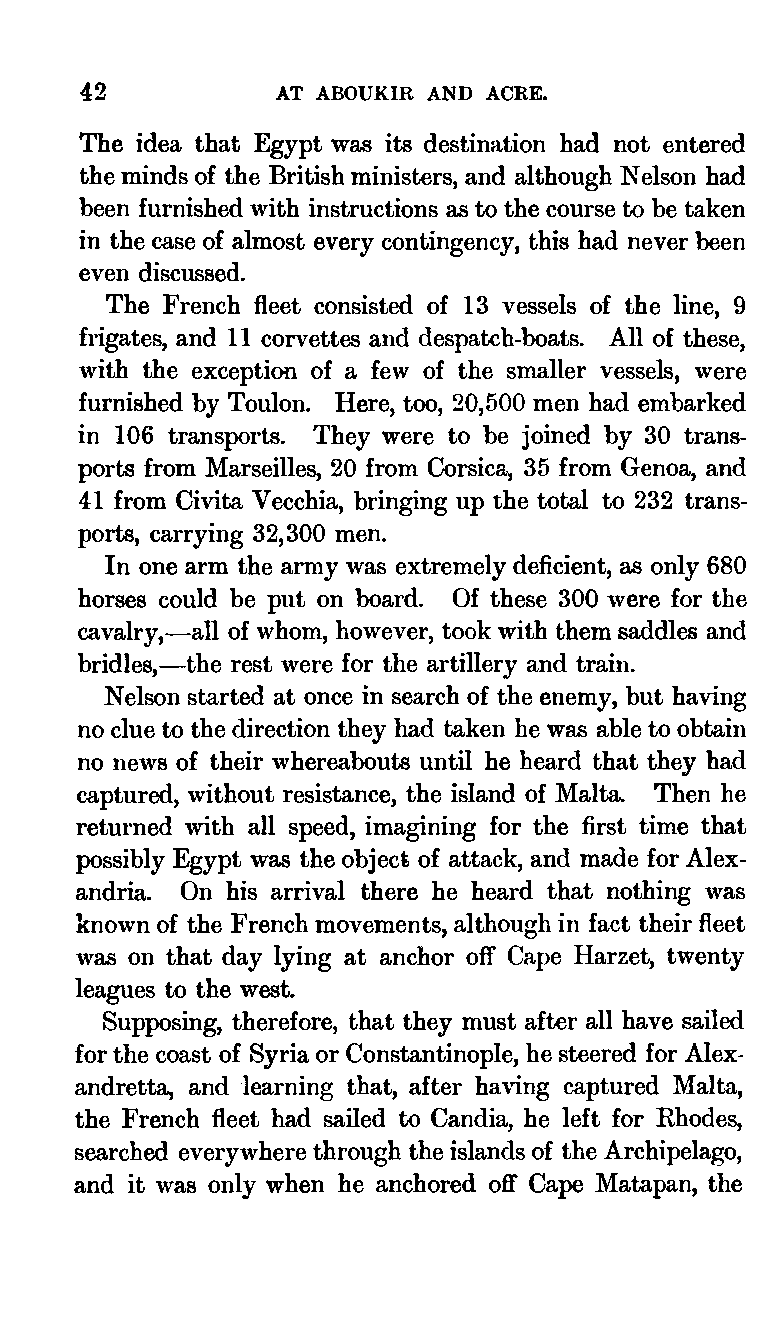 42 AT ABOUKIR AND ACRE.
The idea that Egypt was its destination had not entered
the minds of the British ministers, and although Nelson had
been furnished with instructions as to the course to be taken
in the case of almost every contingency, this had never been
even discussed.
The French fleet consisted of 13 vessels of the line, 9
frigates, and 11 corvettes and despatch-boats. All of these,
with the exception of a few of the smaller vessels, were
furnished by Toulon. Here, too, 20,500 men had embarked
in 106 transports. They were to be joined by 30 trans-
ports from Marseilles, 20 from Corsica, 35 from Genoa, and
41 from Civita Vecchia, bringing up the total to 232 trans-
ports, carrying 32,300 men.
In one arm the army was extremely deficient, as only 680
horses could be put on board. Of these 300 were for the
cavalry,—all of whom, however, took with them saddles and
bridles,—the rest were for the artillery and train.
Nelson started at once in search of the enemy, but having
no clue to the direction they had taken he was able to obtain
no news of their whereabouts until he heard that they had
captured, without resistance, the island of Malta. Then he
returned with all speed, imagining for the first time that
possibly Egypt was the object of attack, and made for Alex-
andria. On his arrival there he heard that nothing was
known of the French movements, although in fact their fleet
was on that day lying at anchor off Cape Harzet, twenty
leagues to the west.
Supposing, therefore, that they must after all have sailed
for the coast of Syria or Constantinople, he steered for Alex-
andretta, and learning that, after having captured Malta,
the French fleet had sailed to Candia, he left for Rhodes,
searched everywhere through the islands of the Archipelago,
and it was only when he anchored off Cape Matapan, the